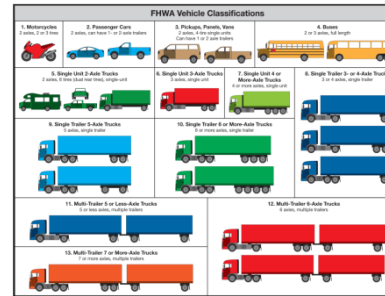 FHWA Vehicle Classifications
1. Motorcycles
2 axles, 2 or 3 tires
2. Passenger Cars
2 axles, can have 1- or 2-axle trailers
3. Pickups, Panels, Vans
2 axles, 4-tire single units
Can have 1 or 2 axle trailers
4. Buses
2 or 3 axles, full length
5. Single Unit 2-Axle Trucks
2 axles, 6 tires (dual rear tires), single unit
6. Single Unit 3-Axle Trucks
3 axles, single unit
7. Single Unit 4 or
More-Axle Trucks
4 or more axles, single unit
8. Single Trailer 3- or 4-Axle Trucks
3 or 4 axles, single trailer
9. Single Trailer 5-Axle Trucks
5 axles, single trailer
10. Single Trailer 6 or More-Axle Trucks
6 or more axles, single trailer
11. Multi-Trailer 5 or Less-Axle Trucks
5 or less axles, multiple trailers
12. Multi-Trailer 6-Axle Trucks
6 axles, multiple trailers
13. Multi-Trailer 7 or More-Axle Trucks
7 or more axles, multiple trailers